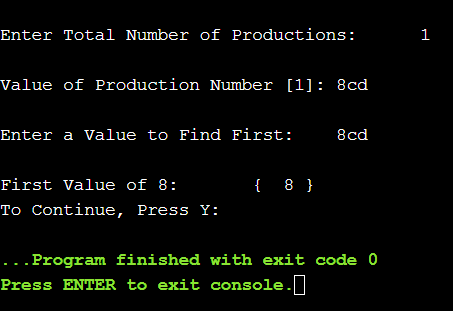 Enter Total Number of Productions: 1
Value of Production Number [1]: 8cd
Enter a Value to Find First: 8cd
First Value of 8: { 8 }
To Continue, Press Y:
...Program finished with exit code 0
Press ENTER to exit console.